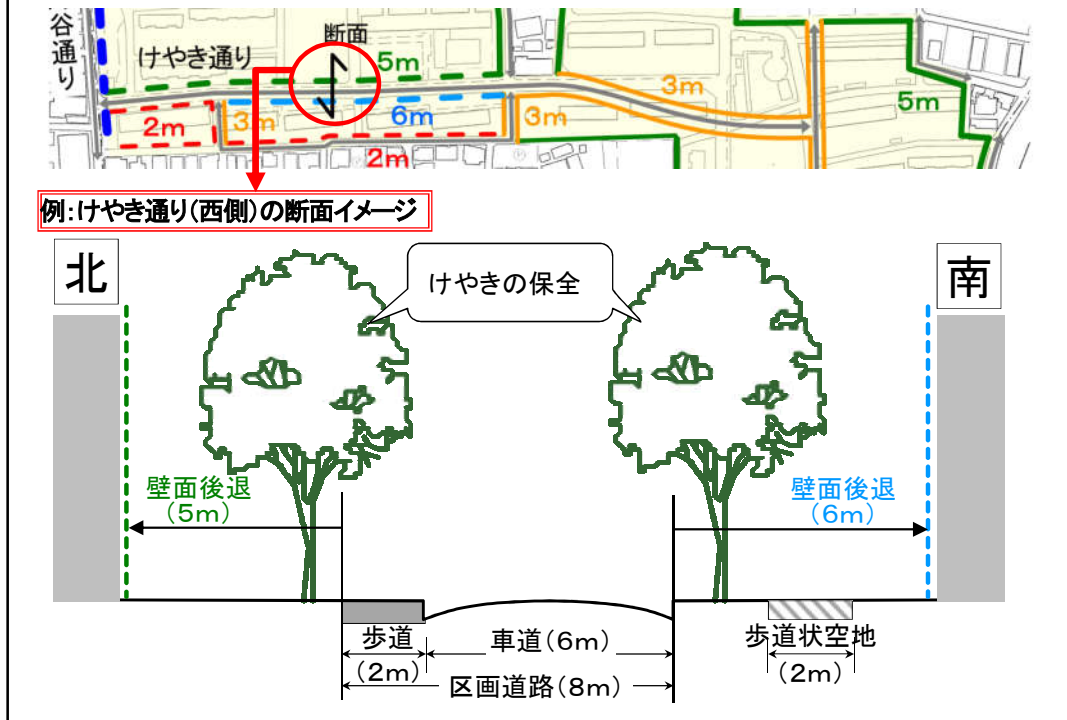 谷通り
けやき通り
断面
5m
3m
5m
2m
3m
6m
3m
2m
例:けやき通り(西側)の断面イメージ
北
けやきの保全
南
壁面後退
(5m)
壁面後退
(6m)
歩道
(2m)
車道(6m)
歩道状空地
(2m)
区画道路(8m)